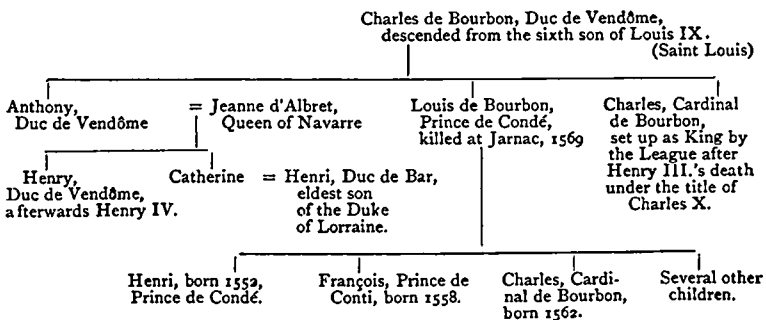 Charles de Bourbon, Duc de Vendôme,
descended from the sixth son of Louis IX.
(Saint Louis)
Anthony,
Duc de Vendôme
= Jeanne d'Albret,
Queen of Navarre
Louis de Bourbon,
Prince de Condé,
killed at Jarnac, 1569
Charles, Cardinal
de Bourbon,
set up as King by
the League after
Henry III.'s death
under the title of
Charles X.
Henry,
Duc de Vendôme,
afterwards Henry IV.
Catherine
= Henri, Duc de Bar,
eldest son
of the Duke
of Lorraine.
Henri, born 1552,
Prince de Condé.
François, Prince de
Conti, born 1558.
Charles, Cardi-
nal de Bourbon,
born 1562.
Several other
children.